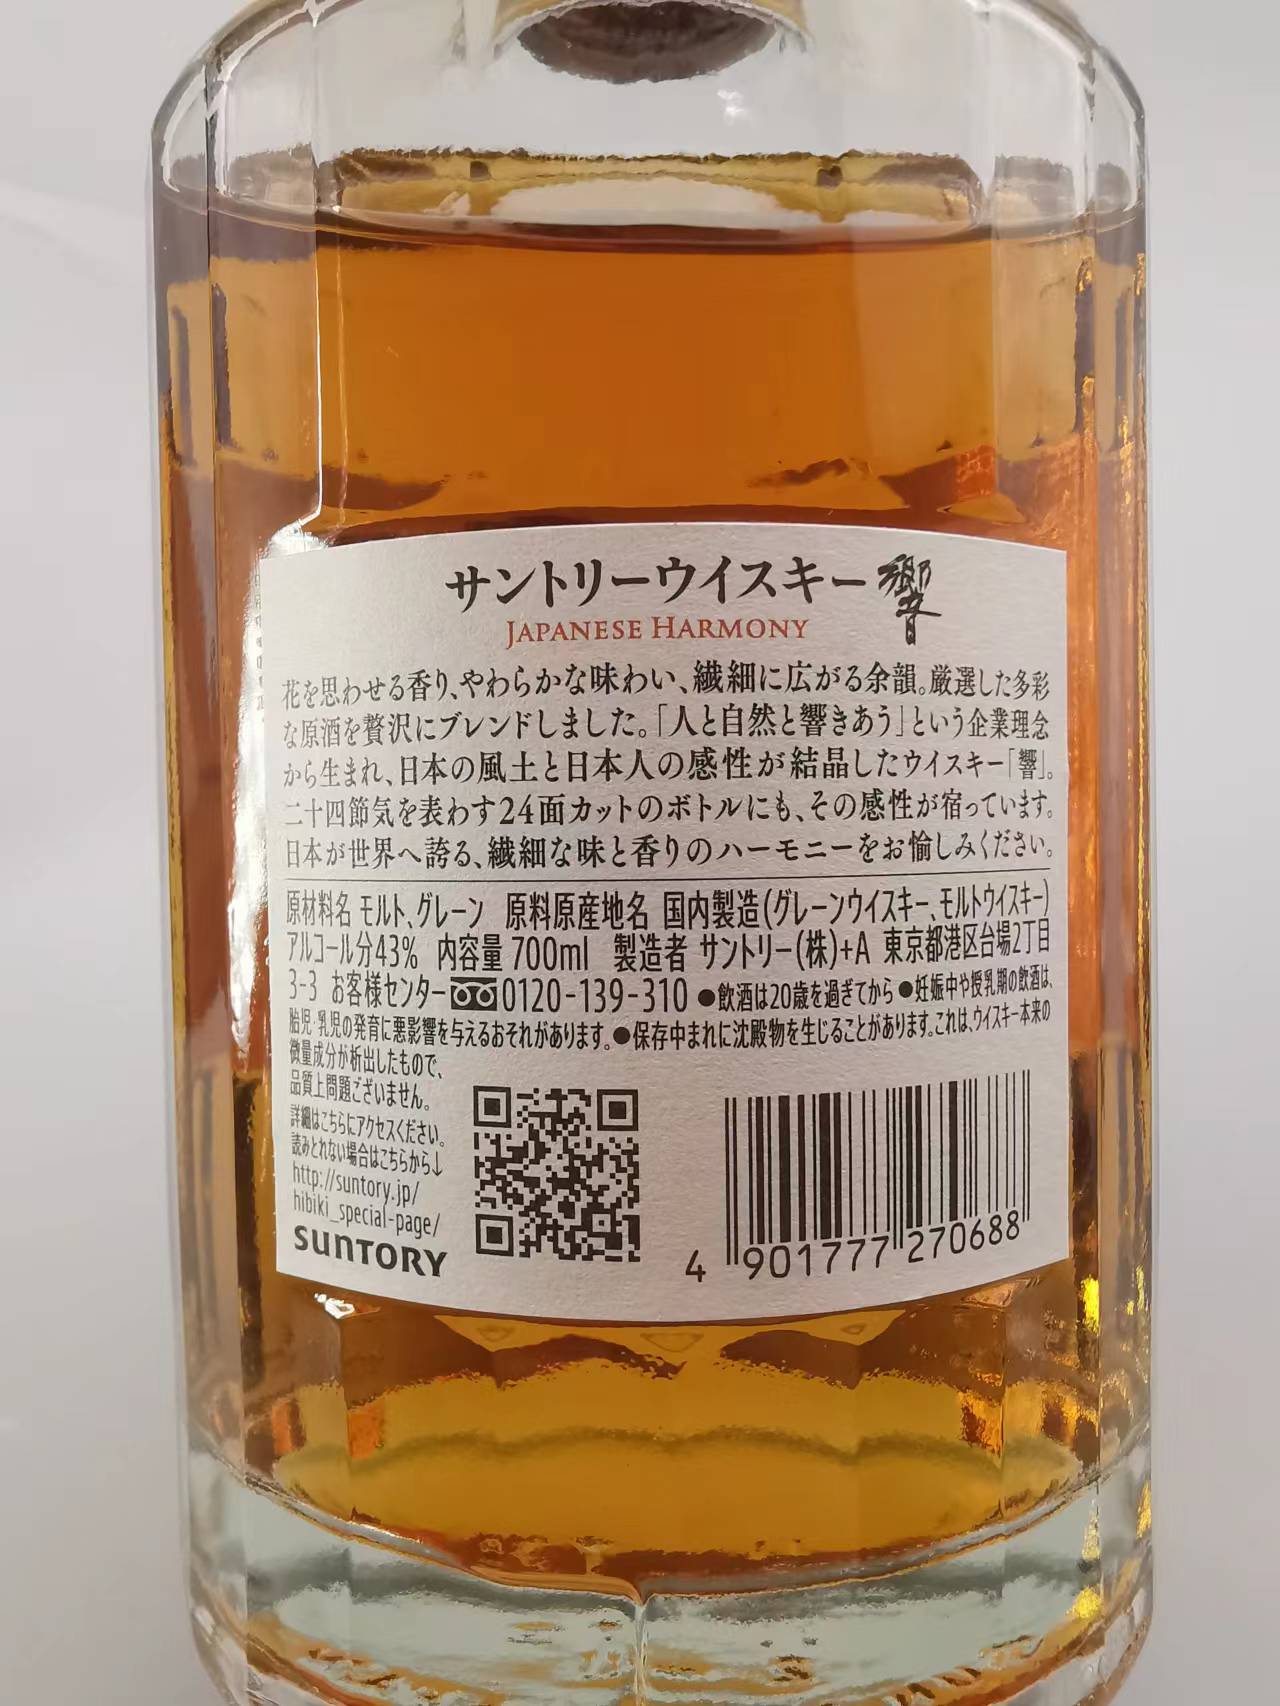 サントリーウイスキー 響
JAPANESE HARMONY
花を思わせる香り、やわらかな味わい、繊細に広がる余韻。厳選した多彩
な原酒を贅沢にブレンドしました。「人と自然と響きあう」という企業理念
から生まれ、日本の風土と日本人の感性が結晶したウイスキー「響」。
二十四節気を表わす24面カットのボトルにも、その感性が宿っています。
日本が世界へ誇る、繊細な味と香りのハーモニーをお愉しみください。
原材料名 モルト、グレーン 原料原産地名 国内製造(グレーンウイスキー、モルトウイスキー)
アルコール分43% 内容量 700ml 製造者 サントリー(株)+A 東京都港区台場2丁目
3-3 お客様センター 0120-139-310 ●飲酒は20歳を過ぎてから ●妊娠中や授乳期の飲酒は、
胎児・乳児の発育に悪影響を与えるおそれがあります。●保存中まれに沈殿物を生じることがあります。これは、ウイスキー本来の
微量成分が析出したもので、
品質上問題ございません。
詳細はこちらにアクセスください。
読みとれない場合はこちらから↓
http://suntory.jp/
hibiki_special-page/
SUNTORY
4 901777 270688